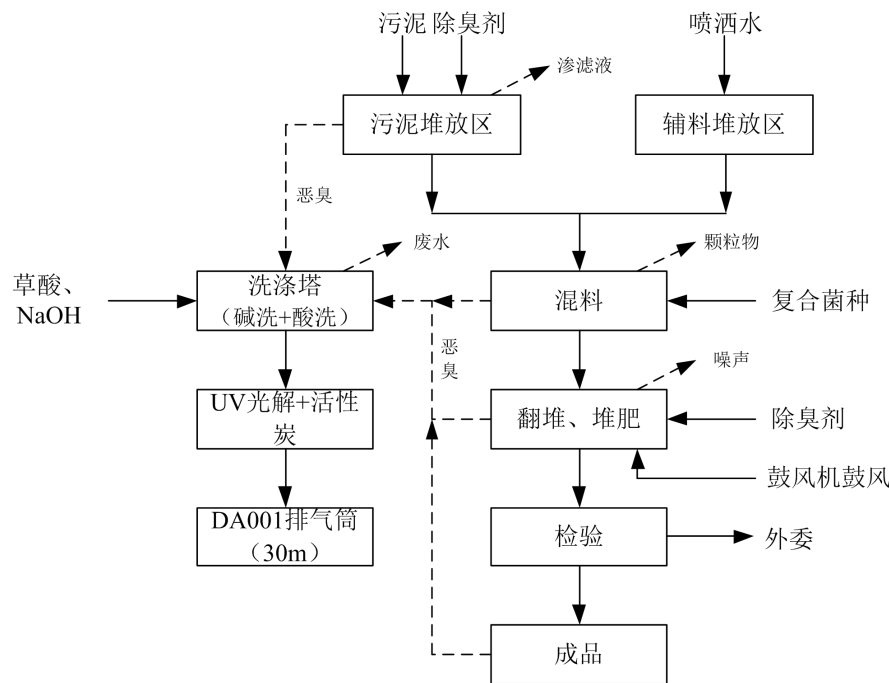 污泥 除臭剂
喷洒水
渗滤液
污泥堆放区
辅料堆放区
恶臭
废水
颗粒物
草酸、
NaOH
洗涤塔
（碱洗+酸洗）
混料
复合菌种
恶
臭
噪声
UV光解+活性
炭
翻堆、堆肥
除臭剂
鼓风机鼓风
DA001排气筒
（30m）
检验
外委
成品